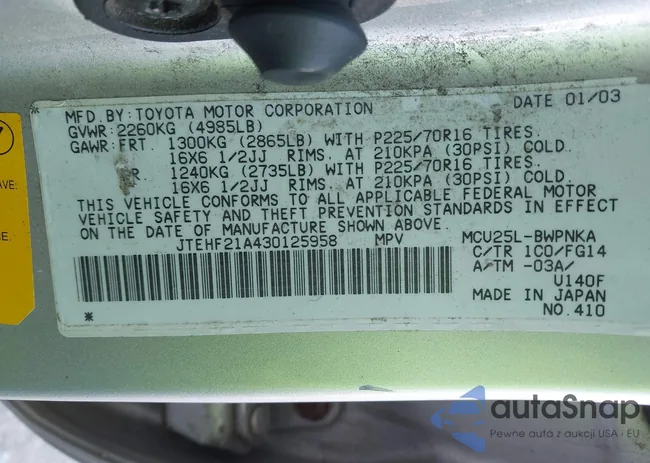 MFD. BY: TOYOTA MOTOR CORPORATION DATE 01/03
GVWR: 2260KG (4985LB)
GAWR: FRT. 1300KG (2865LB) WITH P225/70R16 TIRES.
16X6 1/2JJ RIMS. AT 210KPA (30PSI) COLD.
R 1240KG (2735LB) WITH P225/70R16 TIRES.
16X6 1/2JJ RIMS. AT 210KPA (30PSI) COLD.
THIS VEHICLE CONFORMS TO ALL APPLICABLE FEDERAL MOTOR
VEHICLE SAFETY AND THEFT PREVENTION STANDARDS IN EFFECT
ON THE DATE OF MANUFACTURE SHOWN ABOVE.
JTEHF21A430125958 MPV MCU25L-BWPNKA
C/TR 1C0/FG14
A/TM -03A/
U140F
MADE IN JAPAN
* NO. 410
autoSnap
Pewne auta z aukcji USA i EU